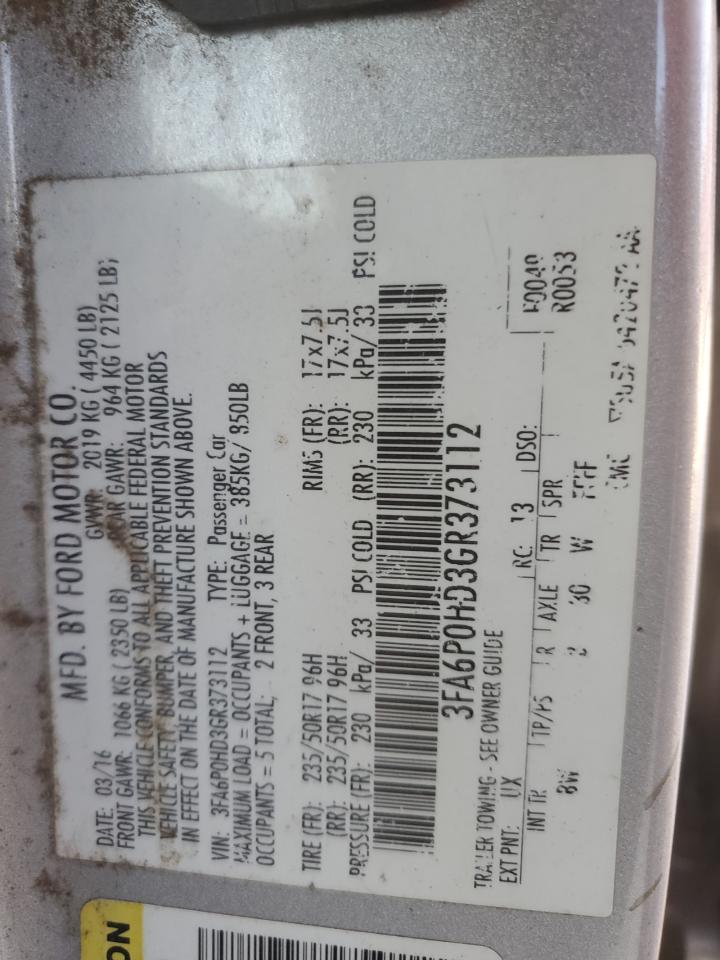 MFD. BY FORD MOTOR CO.
DATE: 03/16 GVWR: 2019 KG ( 4450 LB)
FRONT GAWR: 1066 KG ( 2350 LB) REAR GAWR: 964 KG ( 2125 LB)
THIS VEHICLE CONFORMS TO ALL APPLICABLE FEDERAL MOTOR
VEHICLE SAFETY, BUMPER, AND THEFT PREVENTION STANDARDS
IN EFFECT ON THE DATE OF MANUFACTURE SHOWN ABOVE.
VIN: 3FA6P0HD3GR373112 TYPE: Passenger Car
MAXIMUM LOAD = OCCUPANTS + LUGGAGE = 385KG/ 850LB
OCCUPANTS = 5 TOTAL; 2 FRONT, 3 REAR
TIRE (FR): 235/50R17 96H RIMS (FR): 17x7.5J
(RR): 235/50R17 96H (RR): 17x7.5J
PRESSURE (FR): 230 kPa/ 33 PSI COLD (RR): 230 kPa/ 33 PSI COLD
3FA6P0HD3GR373112
TRAILER TOWING - SEE OWNER GUIDE
F0049
R0053
EXT PNT: UX RC: 13 DSO:
INT TR TP/PS R AXLE TR SPR
8W W
ON